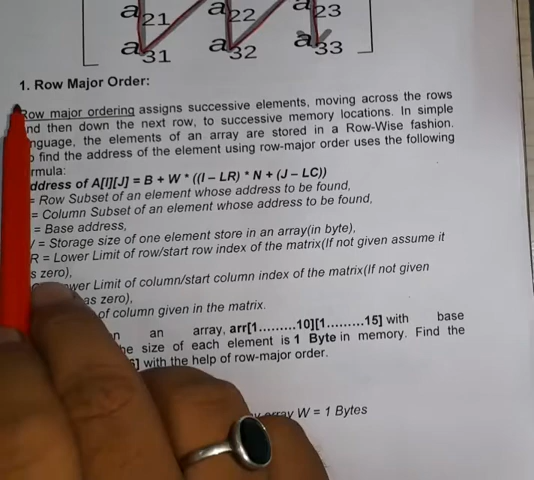 a21 a22 a23
a31 a32 a33
1. Row Major Order:
Row major ordering assigns successive elements, moving across the rows
nd then down the next row, to successive memory locations. In simple
nguage, the elements of an array are stored in a Row-Wise fashion.
find the address of the element using row-major order uses the following
rmula:
ddress of A[I][J] = B + W * ((I – LR) * N + (J – LC))
= Row Subset of an element whose address to be found,
= Column Subset of an element whose address to be found,
= Base address,
= Storage size of one element store in an array(in byte),
R = Lower Limit of row/start row index of the matrix(If not given assume it
s zero),
wer Limit of column/start column index of the matrix(If not given
as zero),
of column given in the matrix.
an array, arr[1.........10][1.........15] with base
he size of each element is 1 Byte in memory. Find the
] with the help of row-major order.
array W = 1 Bytes